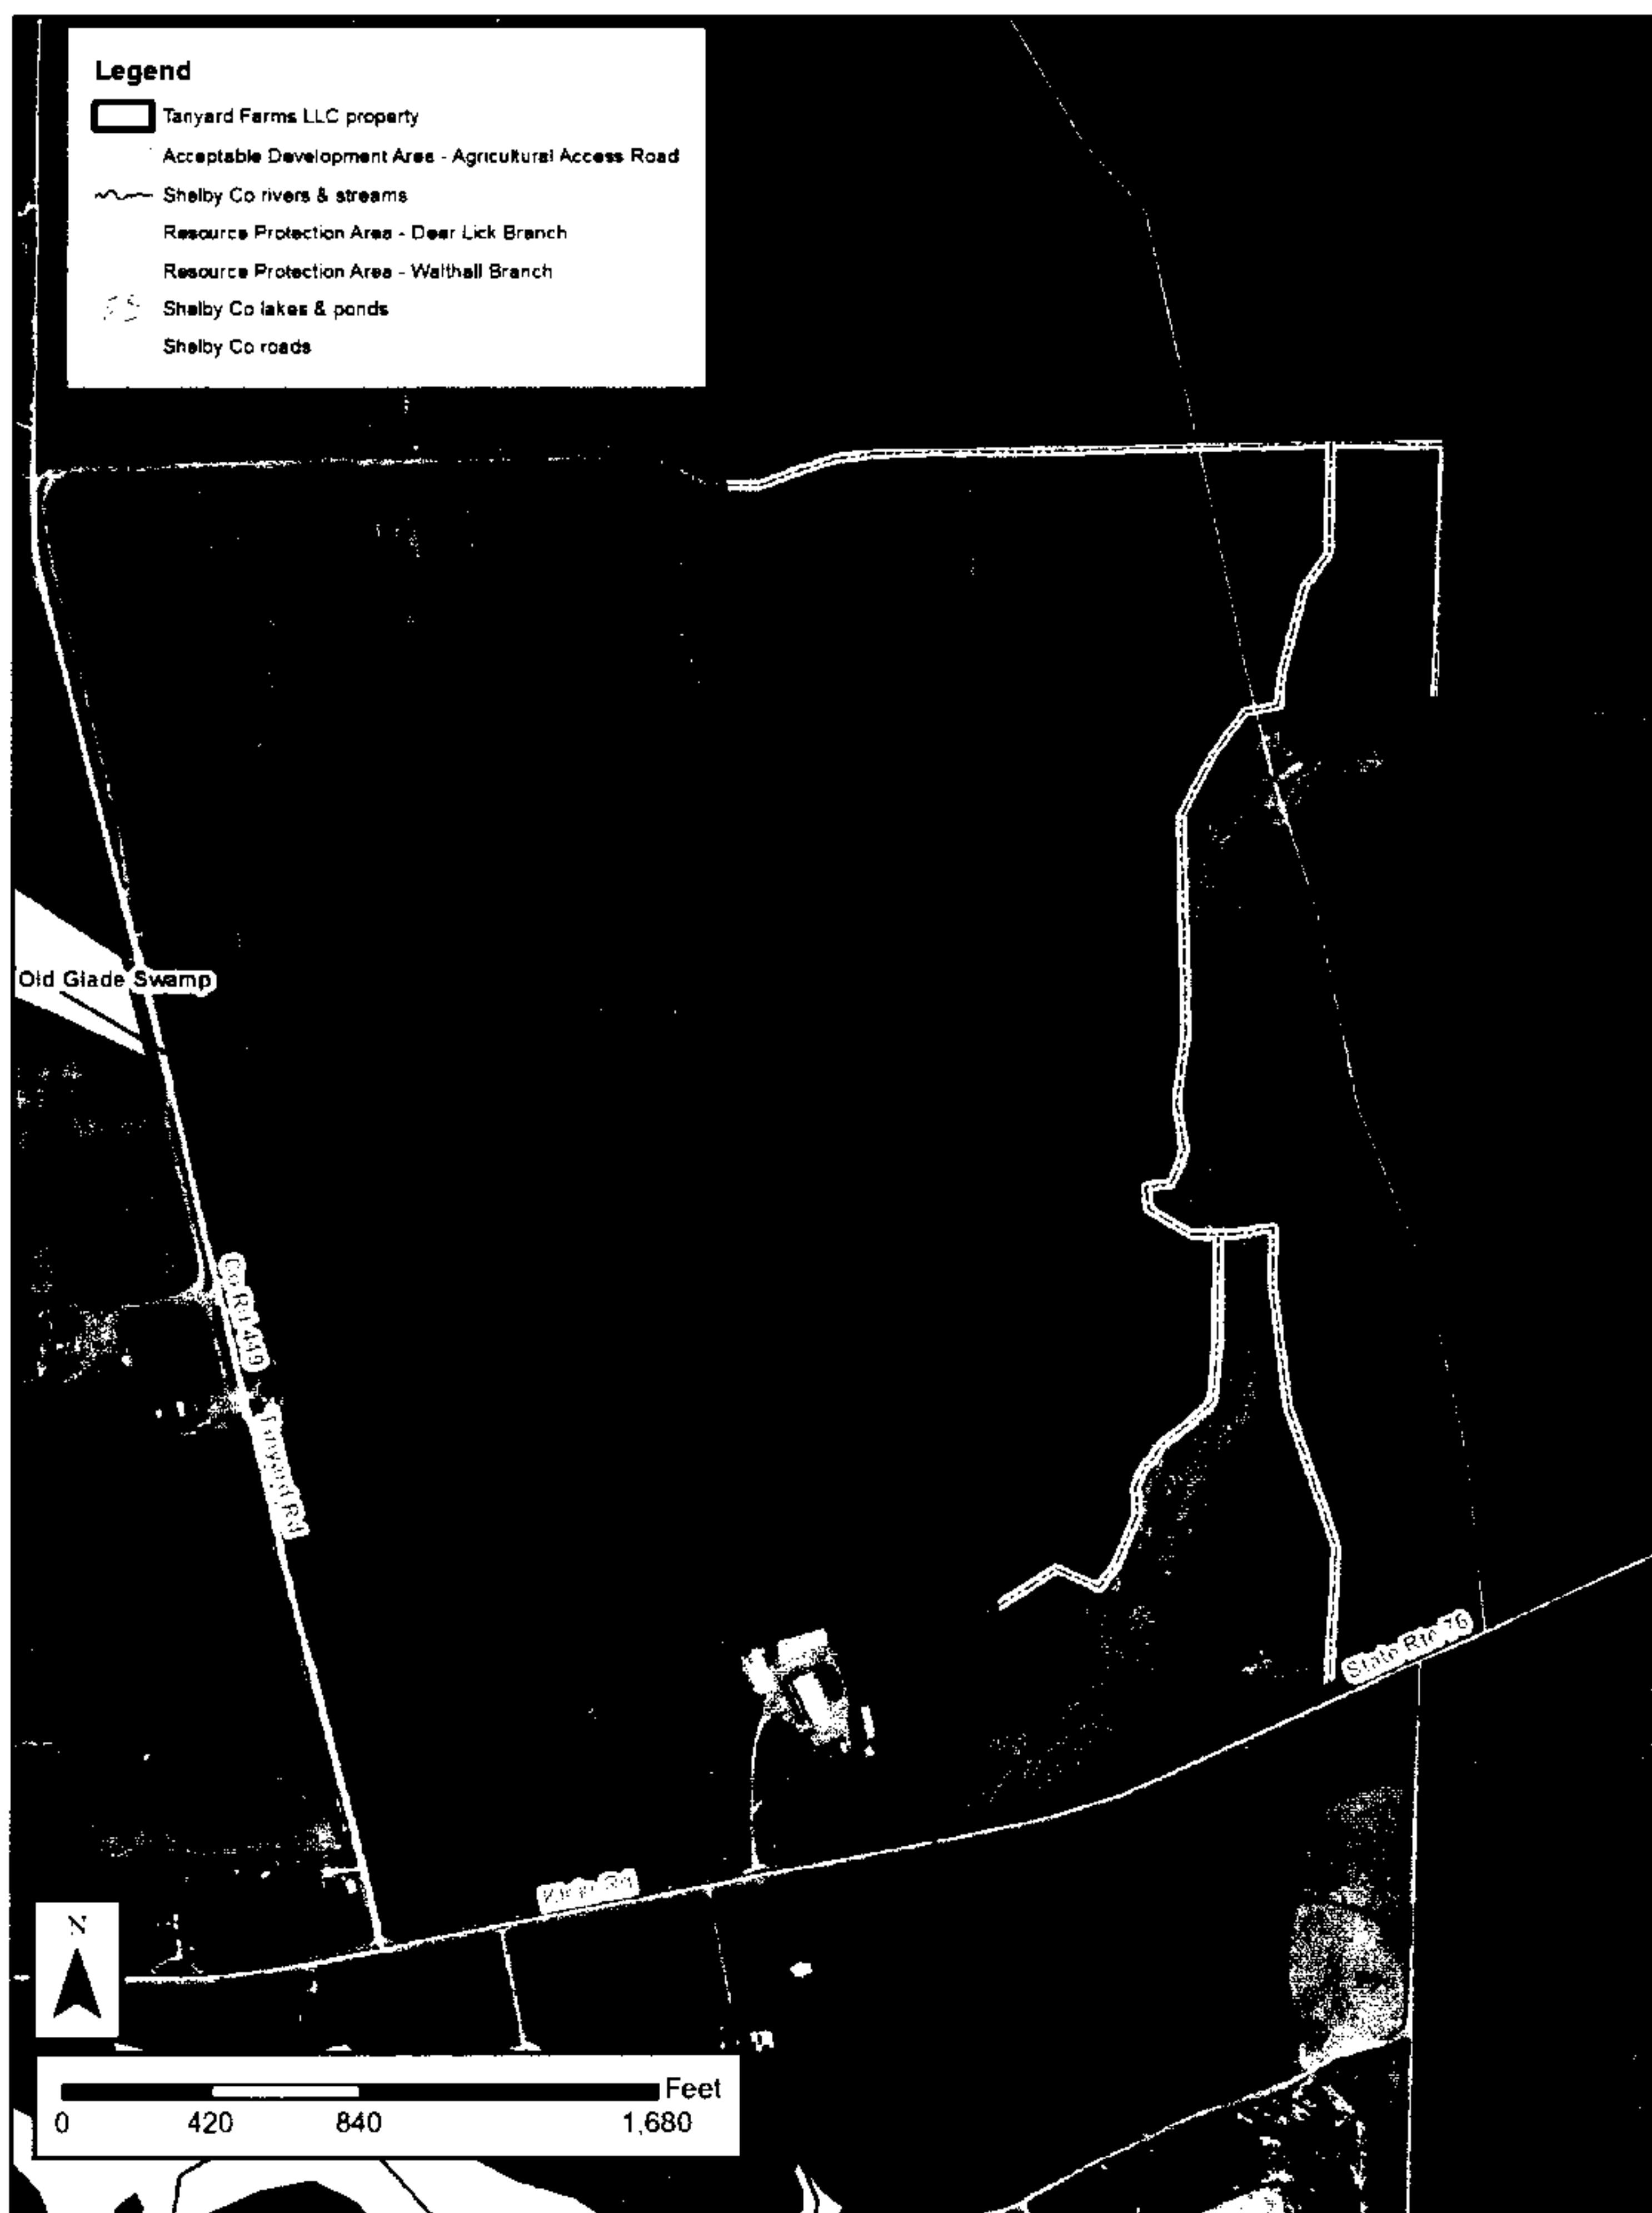 Legend
Tanyard Farms LLC property
Acceptable Development Area - Agricultural Access Road
Shelby Co rivers & streams
Resource Protection Area - Deer Lick Branch
Resource Protection Area - Walthall Branch
Shelby Co lakes & ponds
Shelby Co roads
Old Glade Swamp
Co Rd 449
Tanyard Rd
State Rte 76
N
Feet
0 420 840 1,680